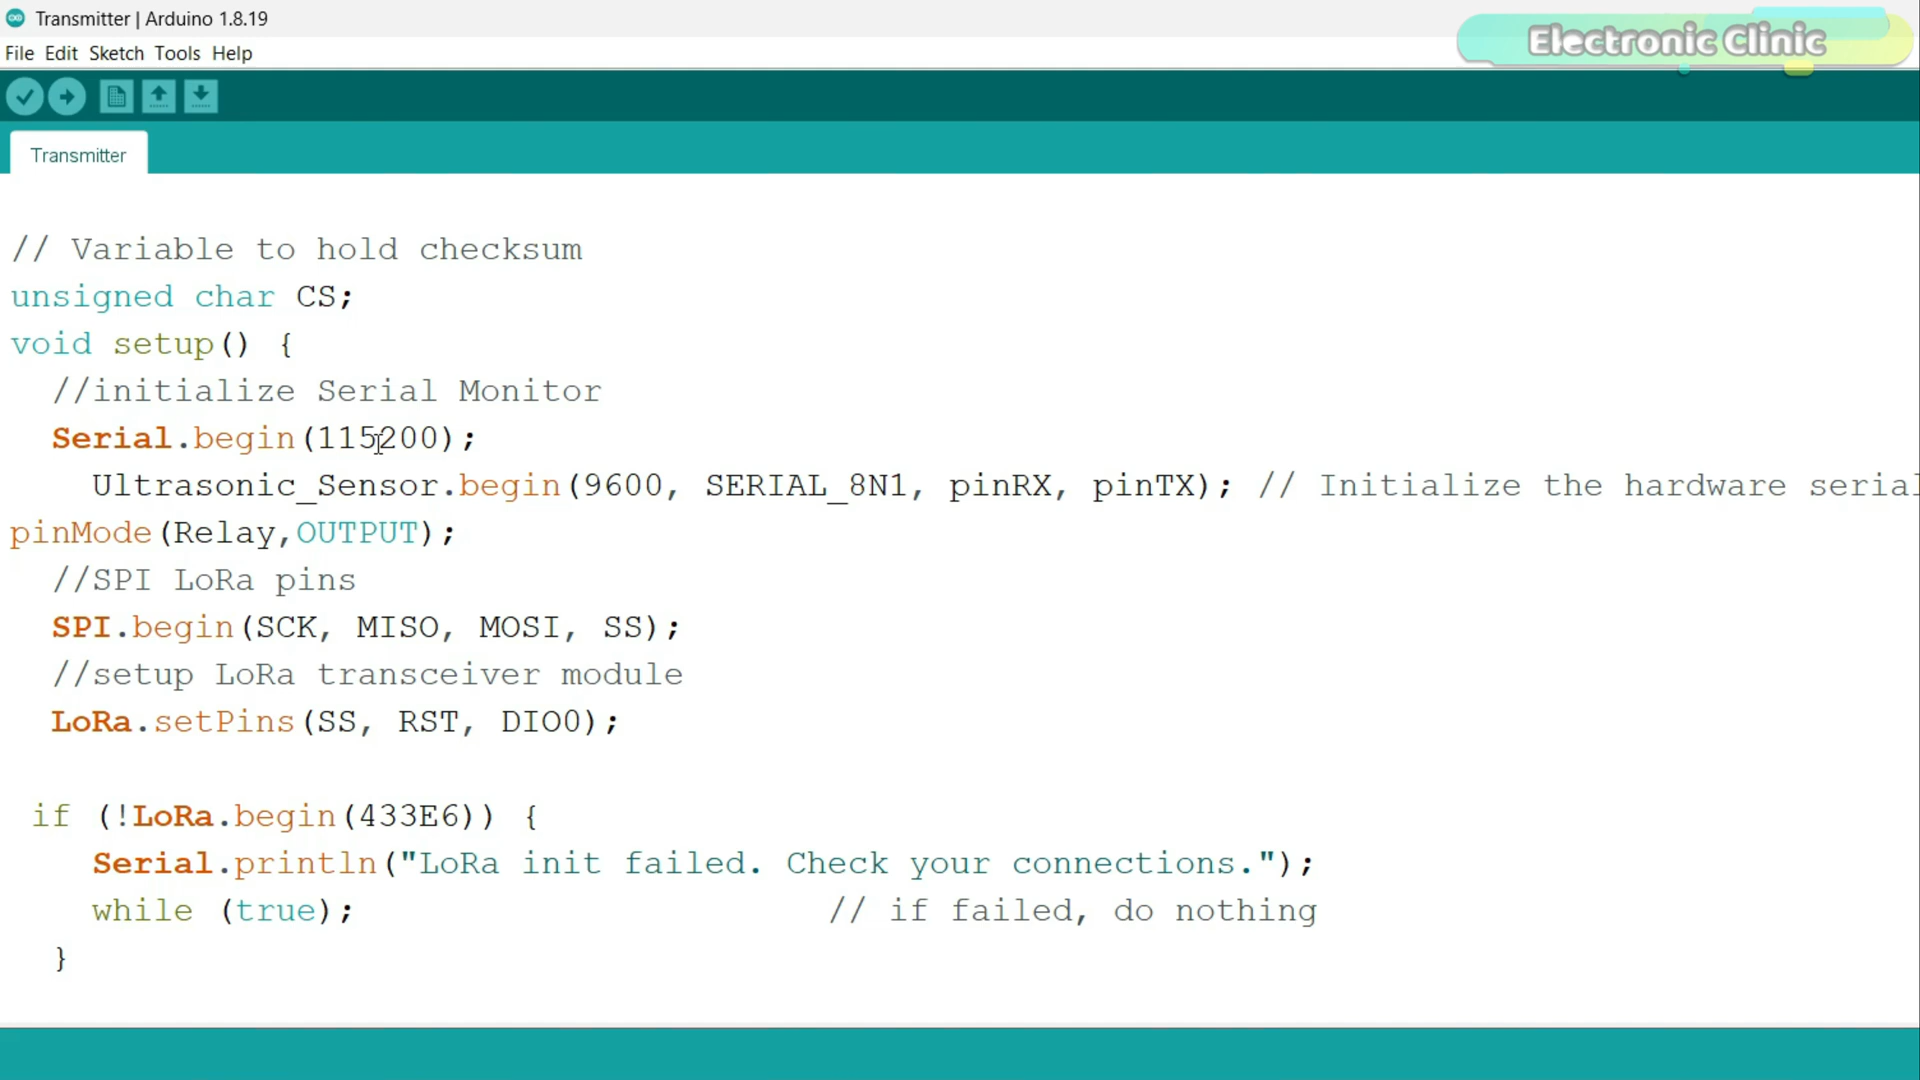 Transmitter | Arduino 1.8.19
Electronic Clinic
File Edit Sketch Tools Help
Transmitter
// Variable to hold checksum
unsigned char CS;
void setup() {
//initialize Serial Monitor
Serial.begin(115200);
Ultrasonic_Sensor.begin(9600, SERIAL_8N1, pinRX, pinTX); // Initialize the hardware serial
pinMode(Relay,OUTPUT);
//SPI LoRa pins
SPI.begin(SCK, MISO, MOSI, SS);
//setup LoRa transceiver module
LoRa.setPins(SS, RST, DIO0);
if (!LoRa.begin(433E6)) {
Serial.println("LoRa init failed. Check your connections.");
while (true); // if failed, do nothing
}